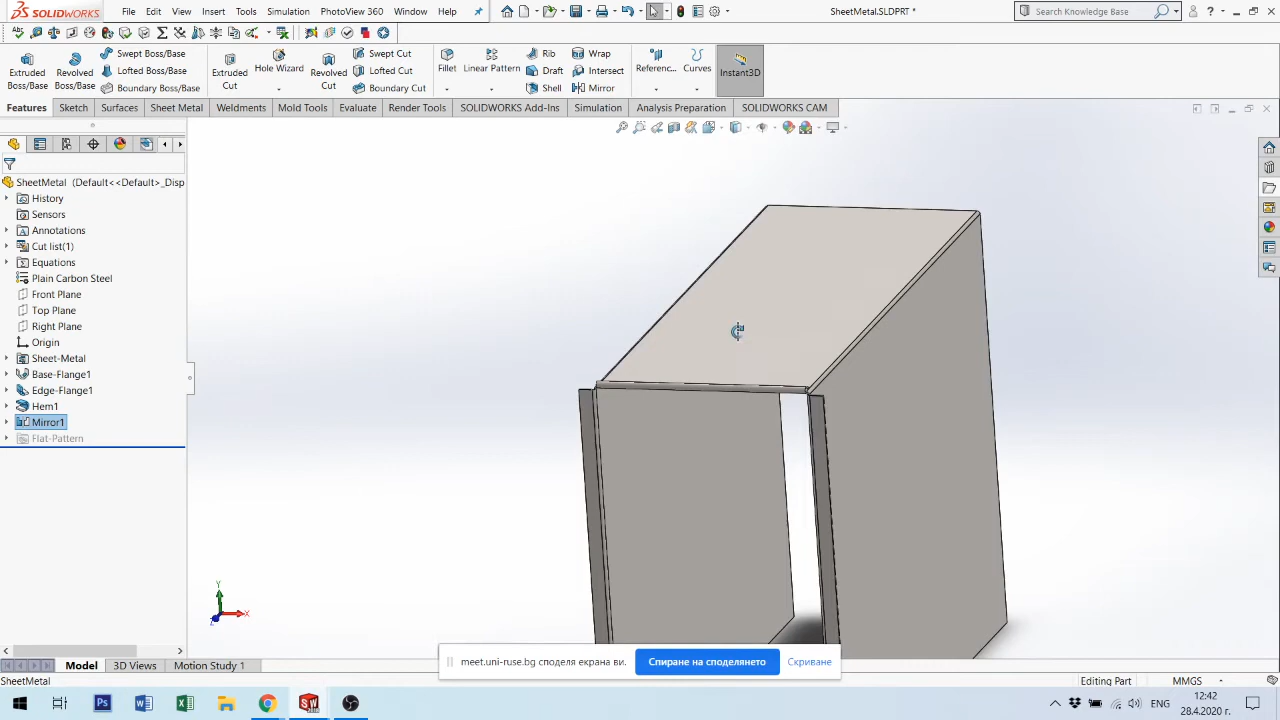 SOLIDWORKS File Edit View Insert Tools Simulation PhotoView 360 Window Help SheetMetal.SLDPRT * Search Knowledge Base
Extruded Boss/Base
Revolved Boss/Base
Swept Boss/Base
Lofted Boss/Base
Boundary Boss/Base
Extruded Cut
Hole Wizard
Revolved Cut
Swept Cut
Lofted Cut
Boundary Cut
Fillet
Linear Pattern
Rib
Draft
Shell
Wrap
Intersect
Mirror
Referenc...
Curves
Instant3D
Features Sketch Surfaces Sheet Metal Weldments Mold Tools Evaluate Render Tools SOLIDWORKS Add-Ins Simulation Analysis Preparation SOLIDWORKS CAM
SheetMetal (Default<<Default>_Disp
History
Sensors
Annotations
Cut list(1)
Equations
Plain Carbon Steel
Front Plane
Top Plane
Right Plane
Origin
Sheet-Metal
Base-Flange1
Edge-Flange1
Hem1
Mirror1
Flat-Pattern
Y
X
Z
meet.uni-ruse.bg споделя екрана ви. Спиране на споделянето Скриване
Model 3D Views Motion Study 1
SheetMetal Editing Part MMGS
ENG 12:42
28.4.2020 г.